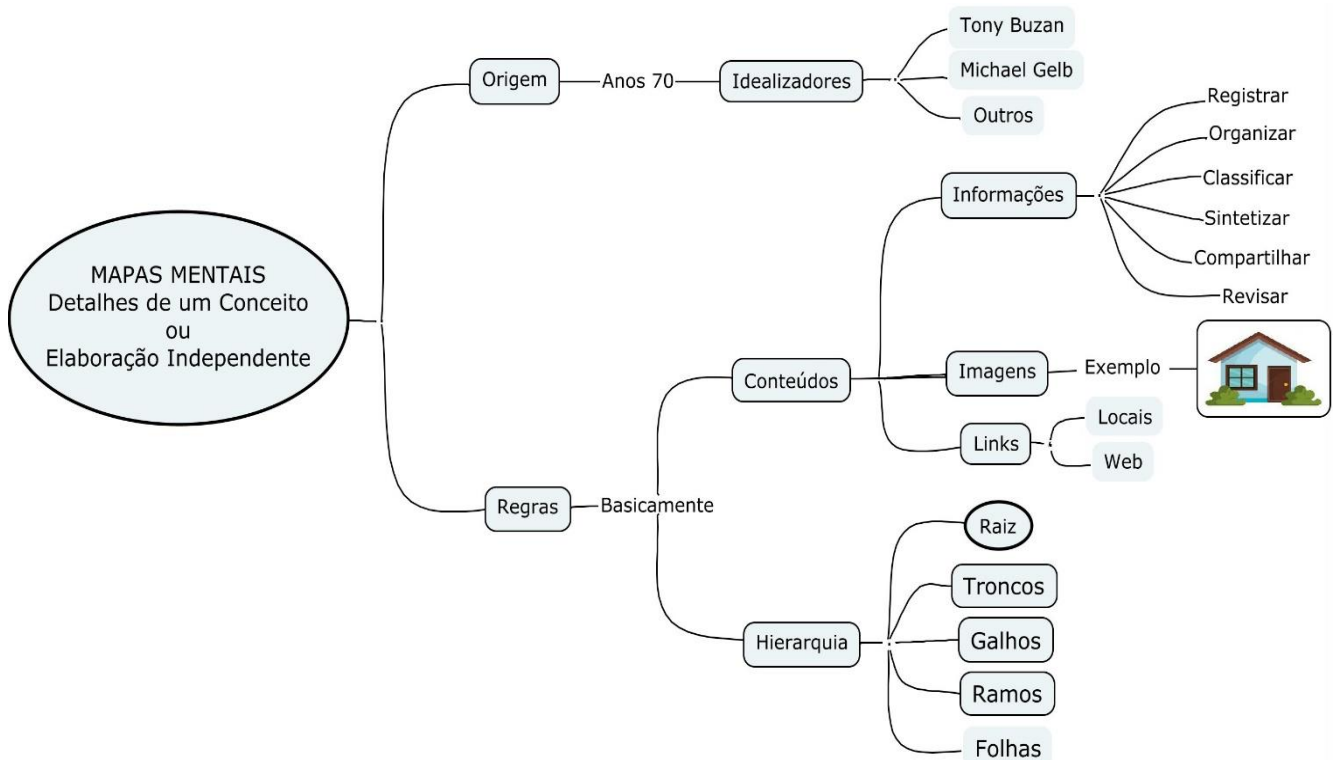 MAPAS MENTAIS
Detalhes de um Conceito
ou
Elaboração Independente
Origem
Anos 70
Idealizadores
Tony Buzan
Michael Gelb
Outros
Regras
Basicamente
Conteúdos
Informações
Registrar
Organizar
Classificar
Sintetizar
Compartilhar
Revisar
Imagens
Exemplo
Links
Locais
Web
Hierarquia
Raiz
Troncos
Galhos
Ramos
Folhas